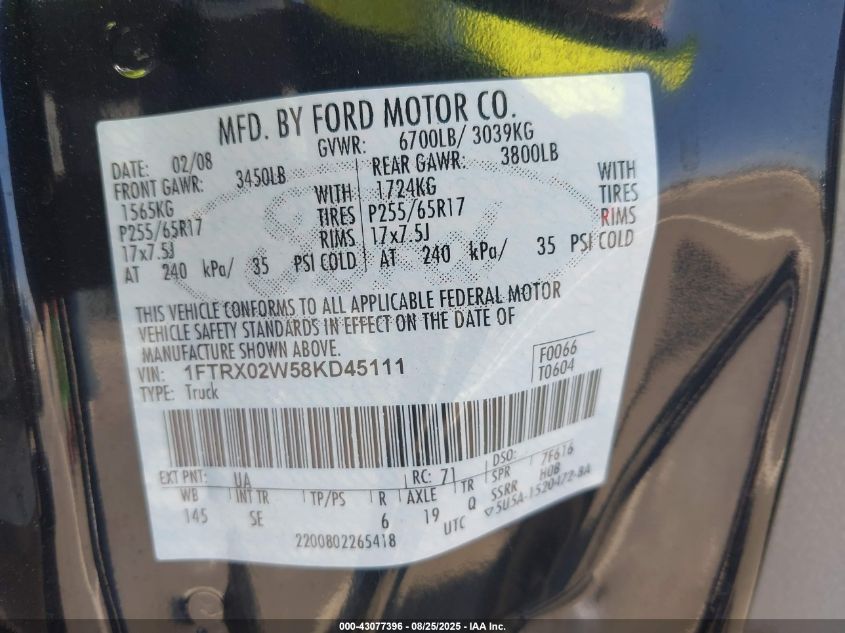 MFD. BY FORD MOTOR CO.
DATE: 02/08 GVWR: 6700LB/ 3039KG
FRONT GAWR: 3450LB REAR GAWR: 3800LB
1565KG WITH 1724KG WITH
P255/65R17 TIRES P255/65R17 TIRES
17x7.5J RIMS 17x7.5J RIMS
AT 240 kPa/ 35 PSI COLD AT 240 kPa/ 35 PSI COLD
THIS VEHICLE CONFORMS TO ALL APPLICABLE FEDERAL MOTOR
VEHICLE SAFETY STANDARDS IN EFFECT ON THE DATE OF
MANUFACTURE SHOWN ABOVE.
VIN: 1FTRX02W58KD45111 F0066
TYPE: Truck T0604
EXT PNT: UA RC: 71 DSO: 7F616
WB INT TR TP/PS R AXLE TR SPR HOB
145 SE 6 19 Q SSRR
UTC ▽5U5A-1520472-BA
2200802265418
000-43077396 - 08/25/2025 - IAA Inc.